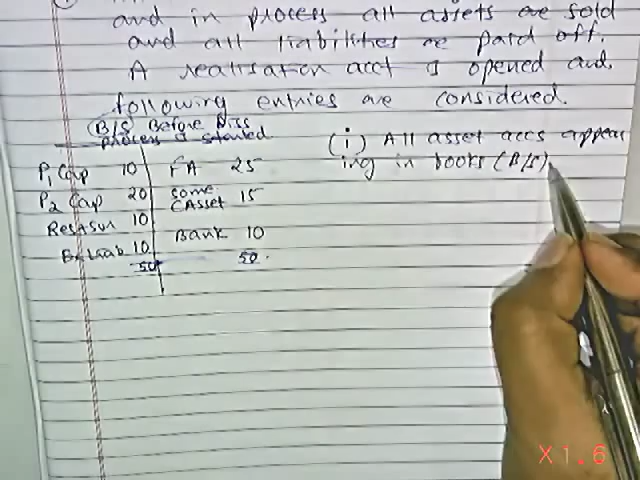 and in process all assets are sold
and all liabilities are paid off.
A realisation acct is opened and
following entries are considered.
(B/S) Before Diss
process is started
P1 Cap 10 FA 25
P2 Cap 20 Some CAsset 15
Res&Sur 10 Bank 10
Ex Liab 10
50 50.
(i) All asset accs appear
ing in books (B/S)
X1.6